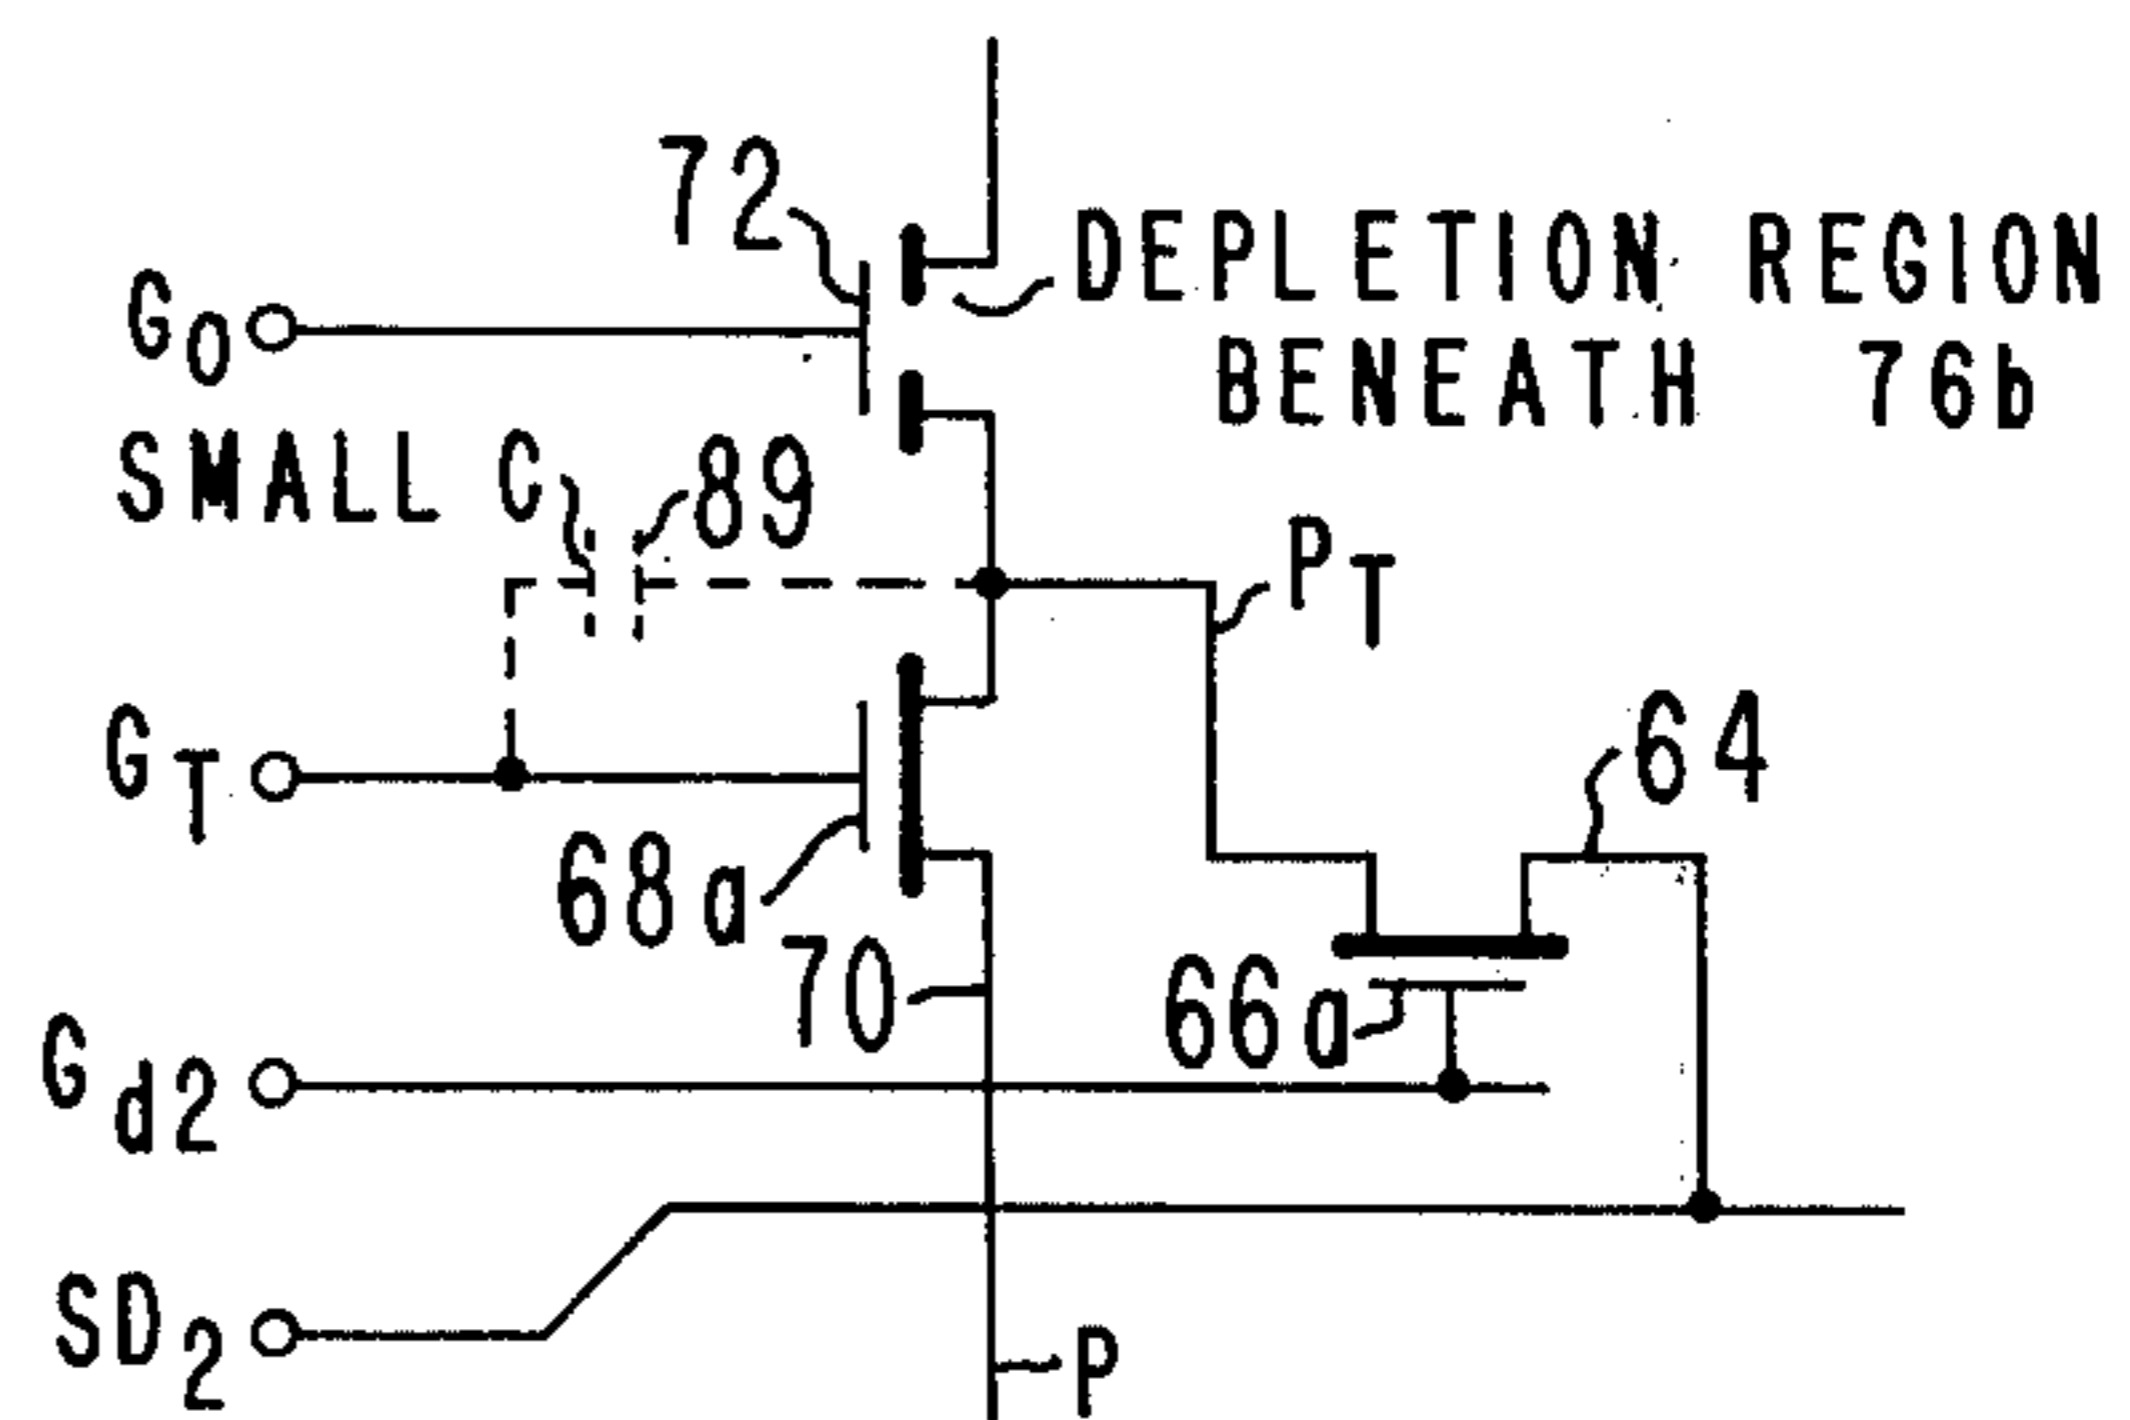 72
DEPLETION REGION
BENEATH 76b
G0
SMALL C
89
PT
GT
64
68a
70
66a
Gd2
SD2
P